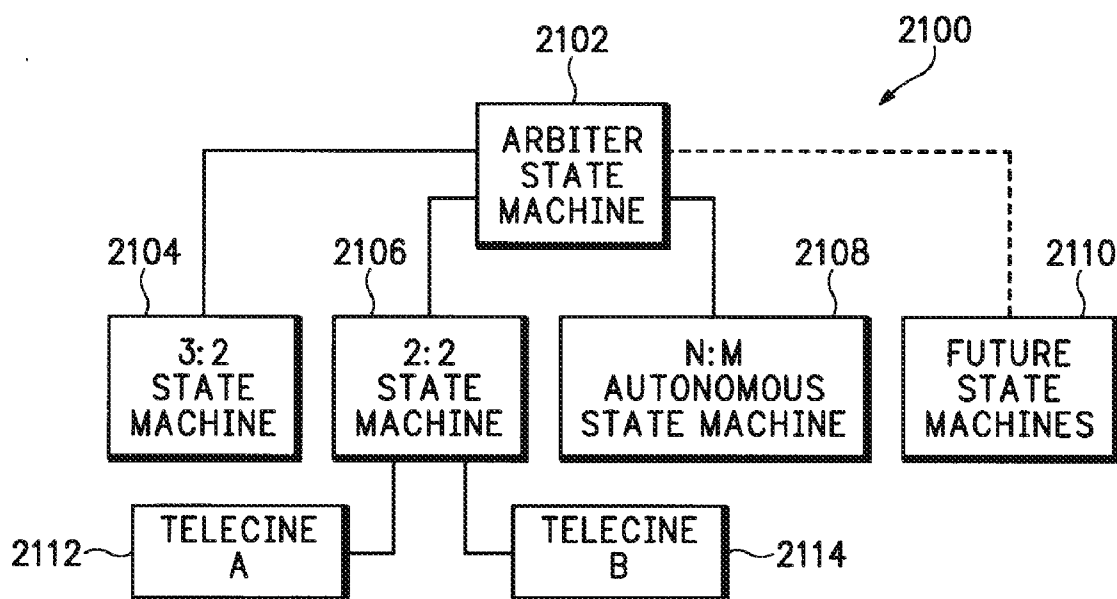 2102
2100
ARBITER
STATE
MACHINE
2104
2106
2108
2110
3:2
STATE
MACHINE
2:2
STATE
MACHINE
N:M
AUTONOMOUS
STATE MACHINE
FUTURE
STATE
MACHINES
2112
TELECINE
A
TELECINE
B
2114